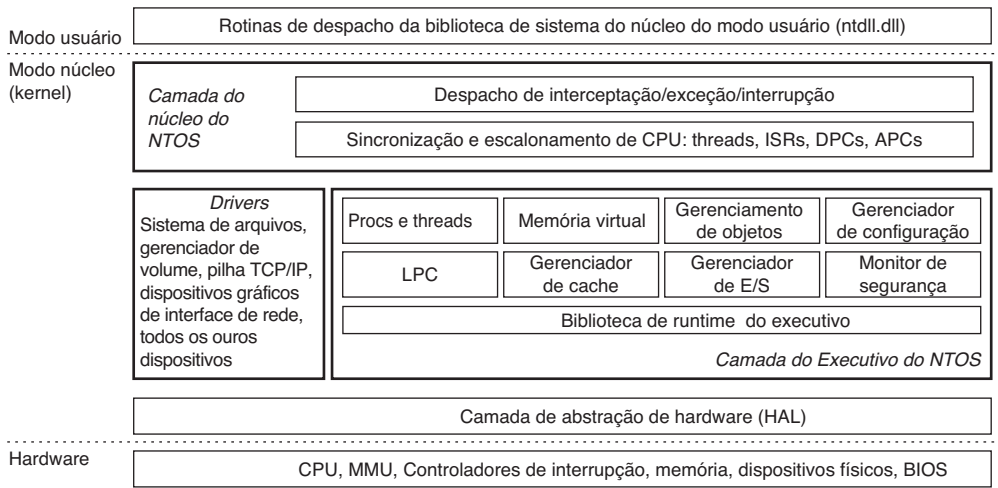 Rotinas de despacho da biblioteca de sistema do núcleo do modo usuário (ntdll.dll)
Modo usuário
Modo núcleo
(kernel)
Camada do
núcleo do
NTOS
Despacho de interceptação/exceção/interrupção
Sincronização e escalonamento de CPU: threads, ISRs, DPCs, APCs
Drivers
Sistema de arquivos,
gerenciador de
volume, pilha TCP/IP,
dispositivos gráficos
de interface de rede,
todos os ouros
dispositivos
Procs e threads
Memória virtual
Gerenciamento
de objetos
Gerenciador
de configuração
LPC
Gerenciador
de cache
Gerenciador
de E/S
Monitor de
segurança
Biblioteca de runtime do executivo
Camada do Executivo do NTOS
Camada de abstração de hardware (HAL)
Hardware
CPU, MMU, Controladores de interrupção, memória, dispositivos físicos, BIOS